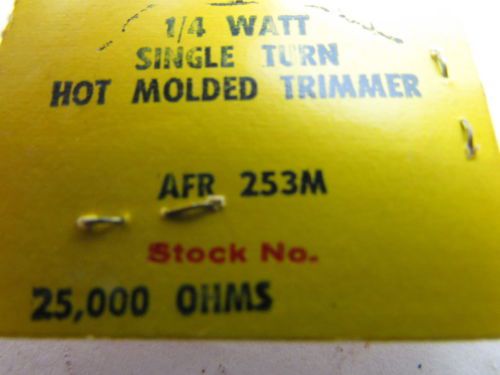 1/4 WATT
SINGLE TURN
HOT MOLDED TRIMMER
AFR 253M
Stock No.
25,000 OHMS